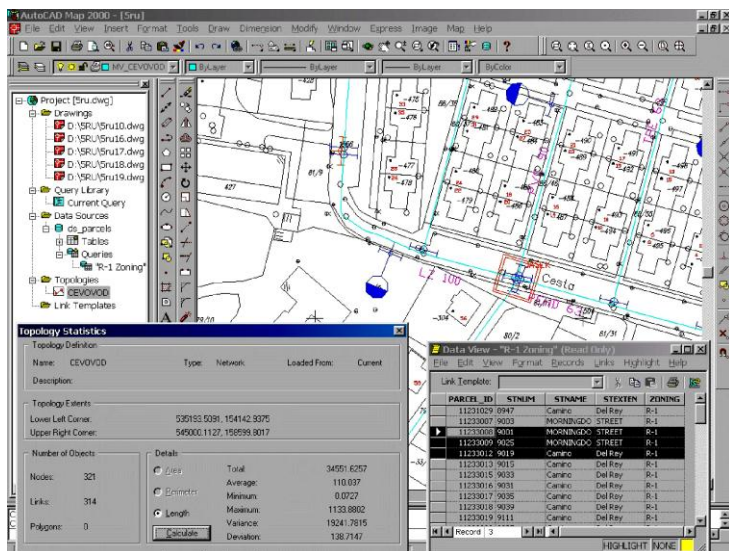 AutoCAD Map 2000 - [5ru]
File Edit View Insert Format Tools Draw Dimension Modify Window Express Image Map Help
MV_CEVOVOD ByLayer ByLayer ByLayer ByColor
Project [5ru.dwg]
Drawings
D:\5RU\5ru10.dwg
D:\5RU\5ru16.dwg
D:\5RU\5ru17.dwg
D:\5RU\5ru18.dwg
D:\5RU\5ru19.dwg
Query Library
Current Query
Data Sources
ds_parcels
Tables
Queries
"R-1 Zoning"
Topologies
CEVOVOD
Link Templates
427
81/9
-477
-478
LZ 100
Cesta
80/2
81/31
Topology Statistics
Topology Definition
Name: CEVOVOD Type: Network Loaded From: Current
Description:
Topology Extents
Lower Left Corner: 535193.5091, 154142.9375
Upper Right Corner: 545000.1127, 158599.8017
Number of Objects
Nodes: 321
Links: 314
Polygons: 0
Details
Area
Perimeter
Length
Calculate
Total 34551.6257
Average: 110.037
Minimum: 0.0727
Maximum: 1133.8802
Variance: 19241.7815
Deviation: 138.7147
Data View - "R-1 Zoning" (Read Only)
File Edit View Format Records Links Highlight Help
Link Template:
PARCEL_ID STNUM STNAME STEXTEN ZONING
11231029 8947 Camino Del Rey R-1
11233007 9003 MORNINGDO STREET R-1
11233008 9001 MORNINGDO STREET R-1
11233009 9025 MORNINGDO STREET R-1
11233012 9019 Camino Del Rey R-1
11233013 9015 Camino Del Rey R-1
11233015 9033 Camino Del Rey R-1
11233016 9031 Camino Del Rey R-1
11233017 9035 Camino Del Rey R-1
11233018 9039 Camino Del Rey R-1
11233019 9111 Camino Del Rey R-1
Record 3
HIGHLIGHT NONE